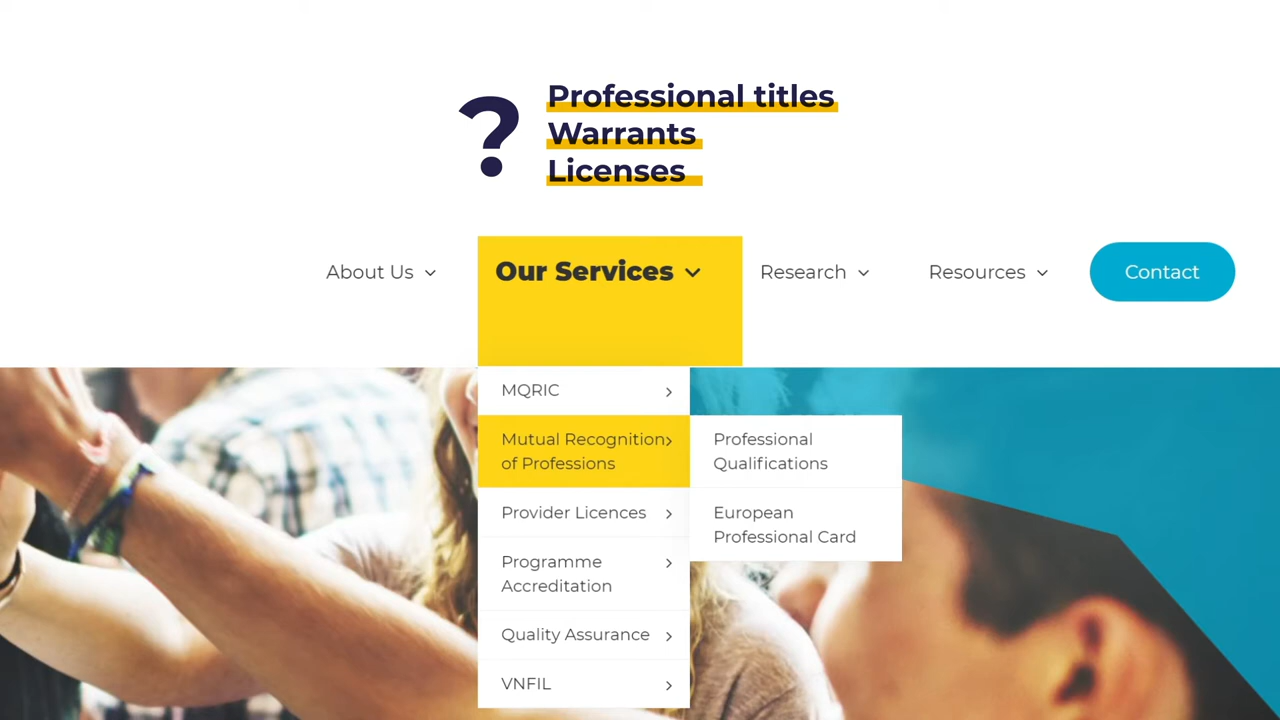 ?
Professional titles
Warrants
Licenses
About Us
Our Services
Research
Resources
Contact
MQRIC
Mutual Recognition
of Professions
Professional
Qualifications
Provider Licences
European
Professional Card
Programme
Accreditation
Quality Assurance
VNFIL